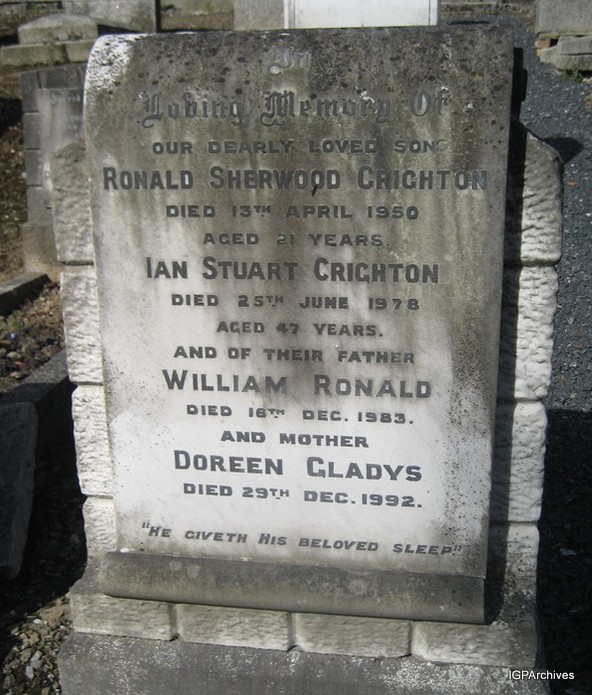 In
Loving Memory Of
OUR DEARLY LOVED SONS
RONALD SHERWOOD CRIGHTON
DIED 13TH APRIL 1950
AGED 21 YEARS.
IAN STUART CRIGHTON
DIED 25TH JUNE 1978
AGED 47 YEARS.
AND OF THEIR FATHER
WILLIAM RONALD
DIED 16TH DEC. 1983.
AND MOTHER
DOREEN GLADYS
DIED 29TH DEC. 1992.
"HE GIVETH HIS BELOVED SLEEP"
IGPArchives